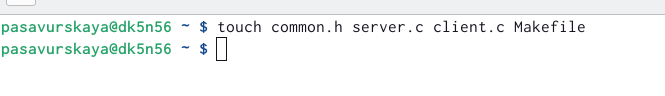 pasavurskaya@dk5n56 ~ $ touch common.h server.c client.c Makefile
pasavurskaya@dk5n56 ~ $